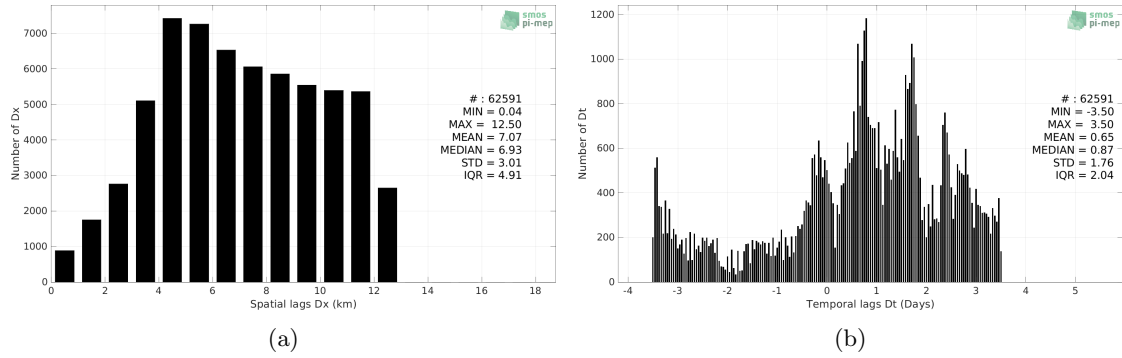 smos
pi-mep
Number of Dx
7000
6000
5000
4000
3000
2000
1000
0
# : 62591
MIN = 0.04
MAX = 12.50
MEAN = 7.07
MEDIAN = 6.93
STD = 3.01
IQR = 4.91
0 2 4 6 8 10 12 14 16 18
Spatial lags Dx (km)
(a)
smos
pi-mep
Number of Dt
1200
1000
800
600
400
200
0
# : 62591
MIN = -3.50
MAX = 3.50
MEAN = 0.65
MEDIAN = 0.87
STD = 1.76
IQR = 2.04
-4 -3 -2 -1 0 1 2 3 4 5
Temporal lags Dt (Days)
(b)